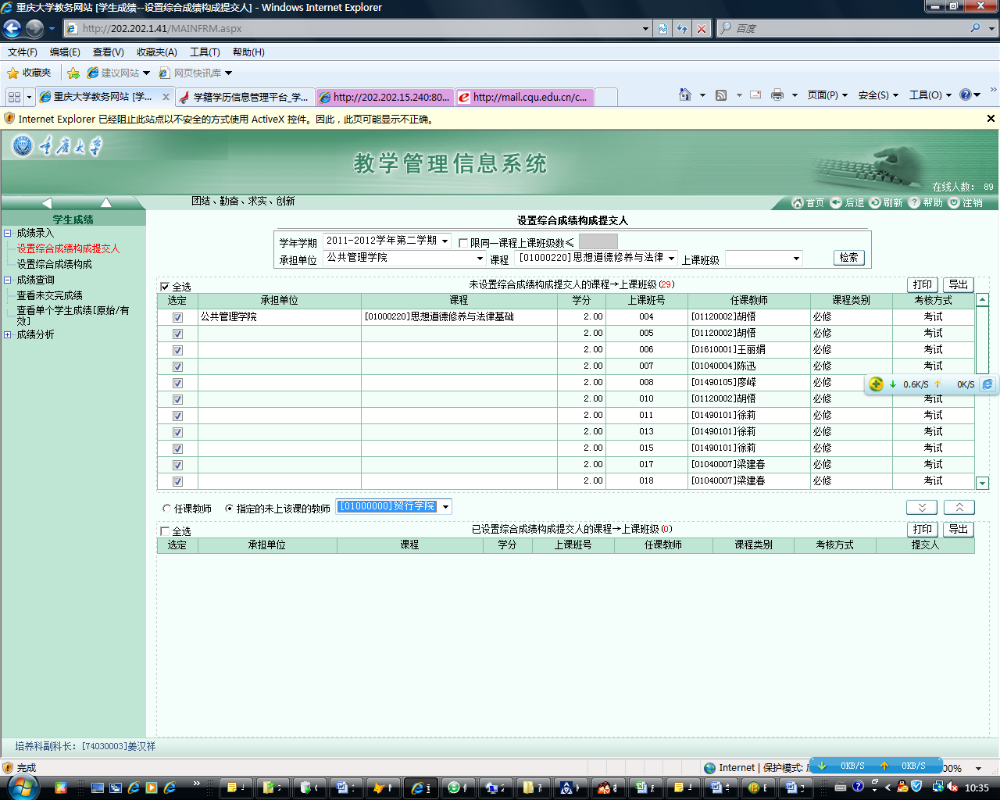 重庆大学教务网站 [学生成绩--设置综合成绩构成提交人] - Windows Internet Explorer
http://202.202.1.41/MAINFRM.aspx
百度
文件(F) 编辑(E) 查看(V) 收藏夹(A) 工具(T) 帮助(H)
收藏夹 建议网站 网页快讯库
重庆大学教务网站 [学... 学籍学历信息管理平台_学... http://202.202.15.240:80... http://mail.cqu.edu.cn/c... 页面(P) 安全(S) 工具(O)
Internet Explorer 已经阻止此站点以不安全的方式使用 ActiveX 控件。因此，此页可能显示不正确。
重庆大学
教学管理信息系统
在线人数： 89
团结、勤奋、求实、创新 首页 后退 刷新 帮助 注销
学生成绩
成绩录入
设置综合成绩构成提交人
设置综合成绩构成
成绩查询
查看未交完成绩
查看单个学生成绩[原始/有
效]
成绩分析
设置综合成绩构成提交人
学年学期 2011-2012学年第二学期 限同一课程上课班级数≤
承担单位 公共管理学院 课程 [01000220]思想道德修养与法律 上课班级 检索
全选 未设置综合成绩构成提交人的课程→上课班级(29) 打印 导出
选定 承担单位 课程 学分 上课班号 任课教师 课程类别 考核方式
公共管理学院 [01000220]思想道德修养与法律基础 2.00 004 [01120002]胡悟 必修 考试
2.00 005 [01120002]胡悟 必修 考试
2.00 006 [01610001]王丽娟 必修 考试
2.00 007 [01040004]陈迅 必修 考试
2.00 008 [01490105]廖嵘 必修
0.6K/S 0K/S
2.00 010 [01120002]胡悟 必修 考试
2.00 011 [01490101]徐莉 必修 考试
2.00 013 [01490101]徐莉 必修 考试
2.00 015 [01490101]徐莉 必修 考试
2.00 017 [01040007]梁建春 必修 考试
2.00 018 [01040007]梁建春 必修 考试
任课教师 指定的未上该课的教师 [01000000]贸行学院
全选 已设置综合成绩构成提交人的课程→上课班级(0) 打印 导出
选定 承担单位 课程 学分 上课班号 任课教师 课程类别 考核方式 提交人
培养科副科长：[74030003]姜汉祥
完成 Internet | 保护模式: 0KB/S 0KB/S 00%
10:35